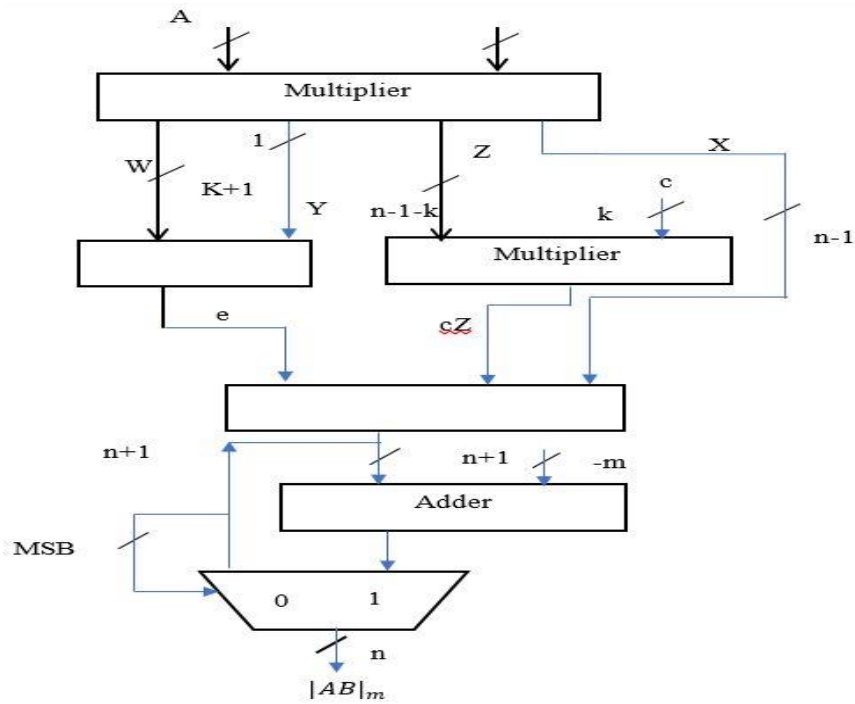 A
Multiplier
1
W
K+1
Y
Z
n-1-k
X
c
k
n-1
Multiplier
e
cZ
n+1
n+1
-m
Adder
MSB
0 1
n
|AB|m